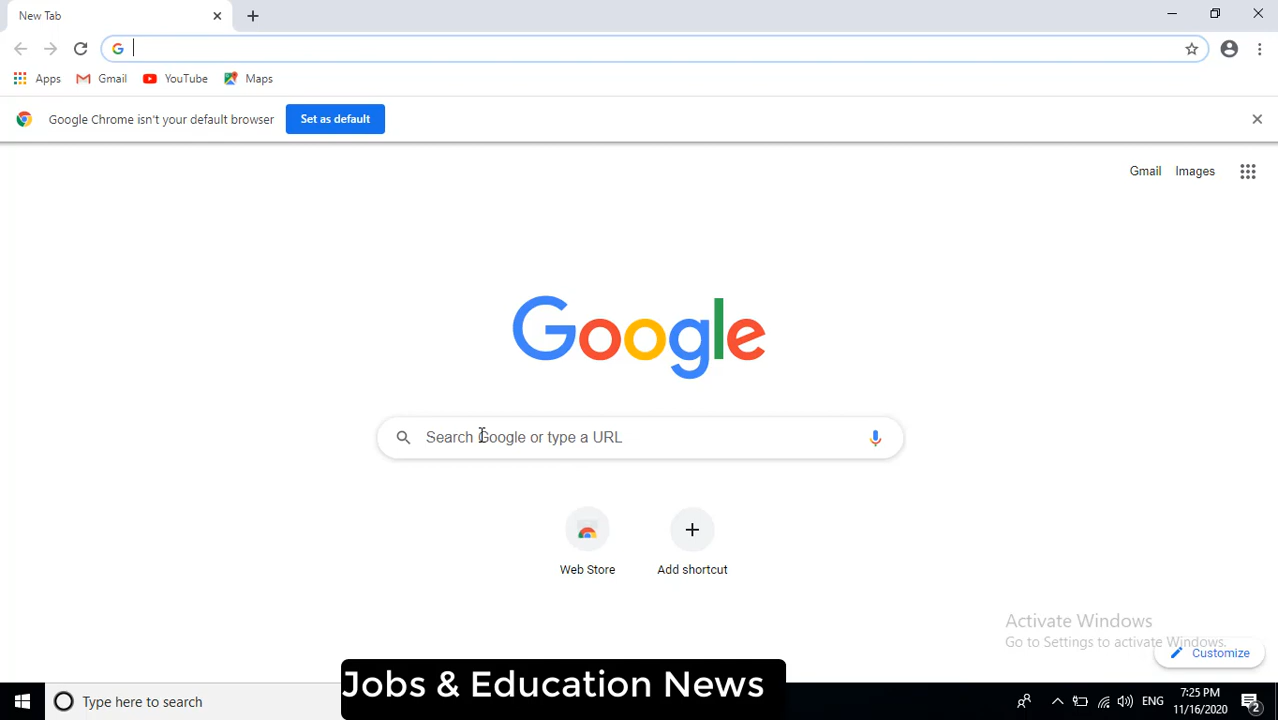 New Tab
Apps Gmail YouTube Maps
Google Chrome isn't your default browser Set as default
Gmail Images
Google
Search Google or type a URL
Web Store Add shortcut
Activate Windows
Go to Settings to activate Windows.
Customize
Jobs & Education News
Type here to search
ENG
7:25 PM
11/16/2020
2